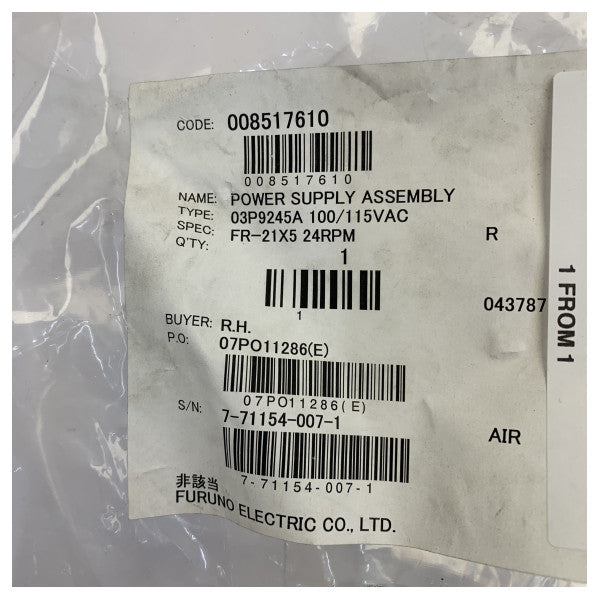 CODE: 008517610
008517610
NAME: POWER SUPPLY ASSEMBLY
TYPE: 03P9245A 100/115VAC
SPEC: FR-21X5 24RPM R
Q'TY: 1
1
043787
BUYER: R.H.
P.O: 07PO11286(E)
07PO11286(E)
S/N: 7-71154-007-1
AIR
7-71154-007-1
非該当
FURUNO ELECTRIC CO., LTD.
1 FROM 1